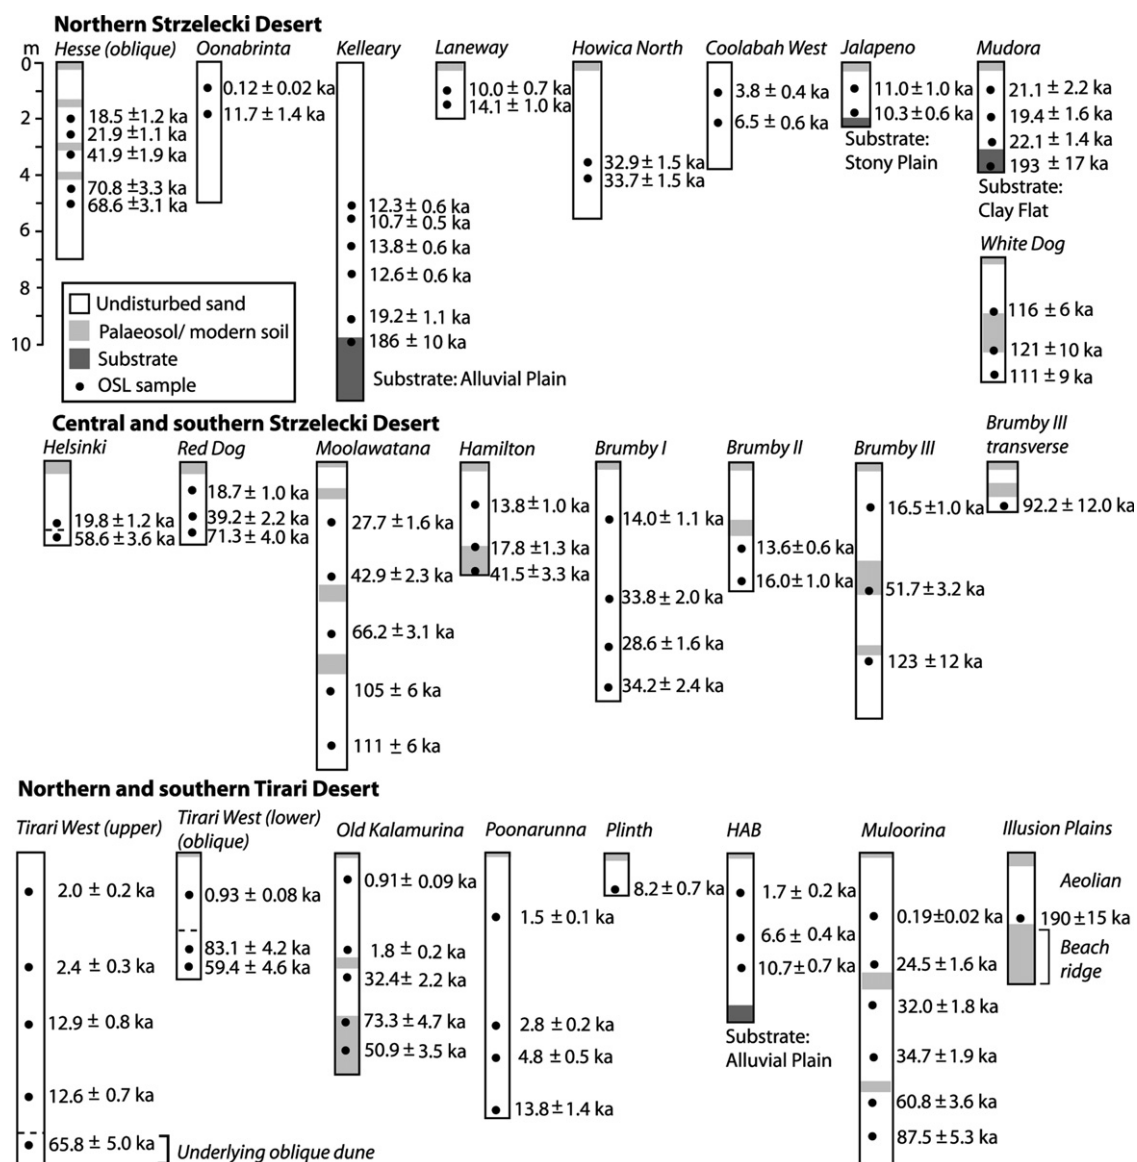 Northern Strzelecki Desert
m
Hesse (oblique)
Oonabrinta
Kelleary
Laneway
Howica North
Coolabah West
Jalapeno
Mudora
0
2
4
6
8
10
18.5 ± 1.2 ka
21.9 ± 1.1 ka
41.9 ± 1.9 ka
70.8 ± 3.3 ka
68.6 ± 3.1 ka
0.12 ± 0.02 ka
11.7 ± 1.4 ka
12.3 ± 0.6 ka
10.7 ± 0.5 ka
13.8 ± 0.6 ka
12.6 ± 0.6 ka
19.2 ± 1.1 ka
186 ± 10 ka
Substrate: Alluvial Plain
10.0 ± 0.7 ka
14.1 ± 1.0 ka
32.9 ± 1.5 ka
33.7 ± 1.5 ka
3.8 ± 0.4 ka
6.5 ± 0.6 ka
11.0 ± 1.0 ka
10.3 ± 0.6 ka
Substrate:
Stony Plain
21.1 ± 2.2 ka
19.4 ± 1.6 ka
22.1 ± 1.4 ka
193 ± 17 ka
Substrate:
Clay Flat
White Dog
116 ± 6 ka
121 ± 10 ka
111 ± 9 ka
Undisturbed sand
Palaeosol/ modern soil
Substrate
OSL sample
Central and southern Strzelecki Desert
Helsinki
Red Dog
Moolawatana
Hamilton
Brumby I
Brumby II
Brumby III
Brumby III
transverse
19.8 ± 1.2 ka
58.6 ± 3.6 ka
18.7 ± 1.0 ka
39.2 ± 2.2 ka
71.3 ± 4.0 ka
27.7 ± 1.6 ka
42.9 ± 2.3 ka
66.2 ± 3.1 ka
105 ± 6 ka
111 ± 6 ka
13.8 ± 1.0 ka
17.8 ± 1.3 ka
41.5 ± 3.3 ka
14.0 ± 1.1 ka
33.8 ± 2.0 ka
28.6 ± 1.6 ka
34.2 ± 2.4 ka
13.6 ± 0.6 ka
16.0 ± 1.0 ka
16.5 ± 1.0 ka
51.7 ± 3.2 ka
123 ± 12 ka
92.2 ± 12.0 ka
Northern and southern Tirari Desert
Tirari West (upper)
Tirari West (lower)
(oblique)
Old Kalamurina
Poonarunna
Plinth
HAB
Muloorina
Illusion Plains
2.0 ± 0.2 ka
2.4 ± 0.3 ka
12.9 ± 0.8 ka
12.6 ± 0.7 ka
65.8 ± 5.0 ka
Underlying oblique dune
0.93 ± 0.08 ka
83.1 ± 4.2 ka
59.4 ± 4.6 ka
0.91 ± 0.09 ka
1.8 ± 0.2 ka
32.4 ± 2.2 ka
73.3 ± 4.7 ka
50.9 ± 3.5 ka
1.5 ± 0.1 ka
2.8 ± 0.2 ka
4.8 ± 0.5 ka
13.8 ± 1.4 ka
8.2 ± 0.7 ka
1.7 ± 0.2 ka
6.6 ± 0.4 ka
10.7 ± 0.7 ka
Substrate:
Alluvial Plain
0.19 ± 0.02 ka
24.5 ± 1.6 ka
32.0 ± 1.8 ka
34.7 ± 1.9 ka
60.8 ± 3.6 ka
87.5 ± 5.3 ka
Aeolian
190 ± 15 ka
Beach
ridge